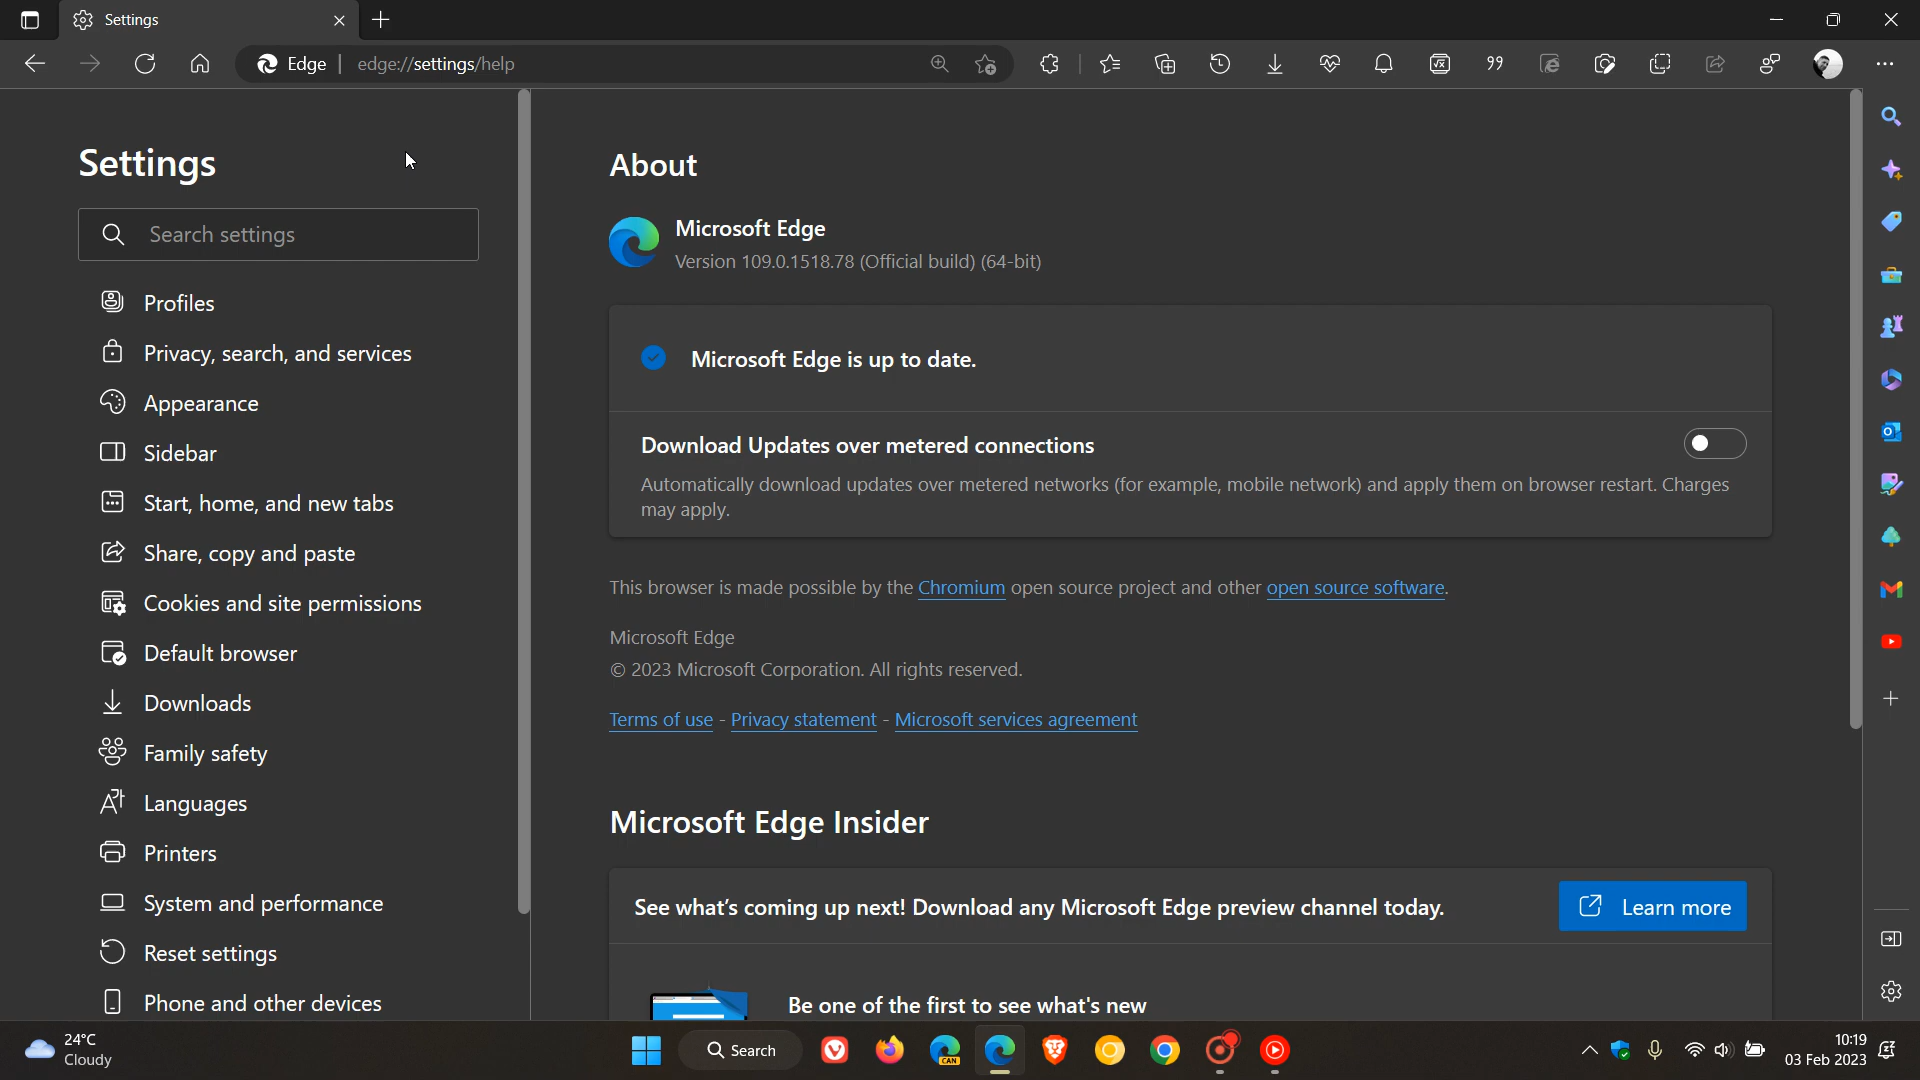 Settings
Edge
edge://settings/help
Settings
Search settings
Profiles
Privacy, search, and services
Appearance
Sidebar
Start, home, and new tabs
Share, copy and paste
Cookies and site permissions
Default browser
Downloads
Family safety
Languages
Printers
System and performance
Reset settings
Phone and other devices
About
Microsoft Edge
Version 109.0.1518.78 (Official build) (64-bit)
Microsoft Edge is up to date.
Download Updates over metered connections
Automatically download updates over metered networks (for example, mobile network) and apply them on browser restart. Charges
may apply.
This browser is made possible by the Chromium open source project and other open source software.
Microsoft Edge
© 2023 Microsoft Corporation. All rights reserved.
Terms of use - Privacy statement - Microsoft services agreement
Microsoft Edge Insider
See what's coming up next! Download any Microsoft Edge preview channel today.
Learn more
Be one of the first to see what's new
24°C
Cloudy
Search
CAN
10:19
03 Feb 2023